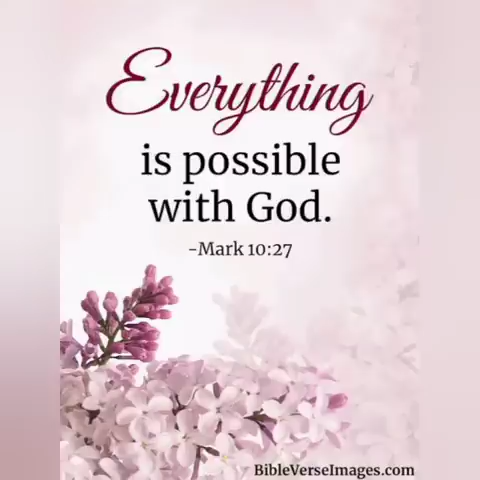 Everything
is possible
with God.
-Mark 10:27
BibleVerseImages.com